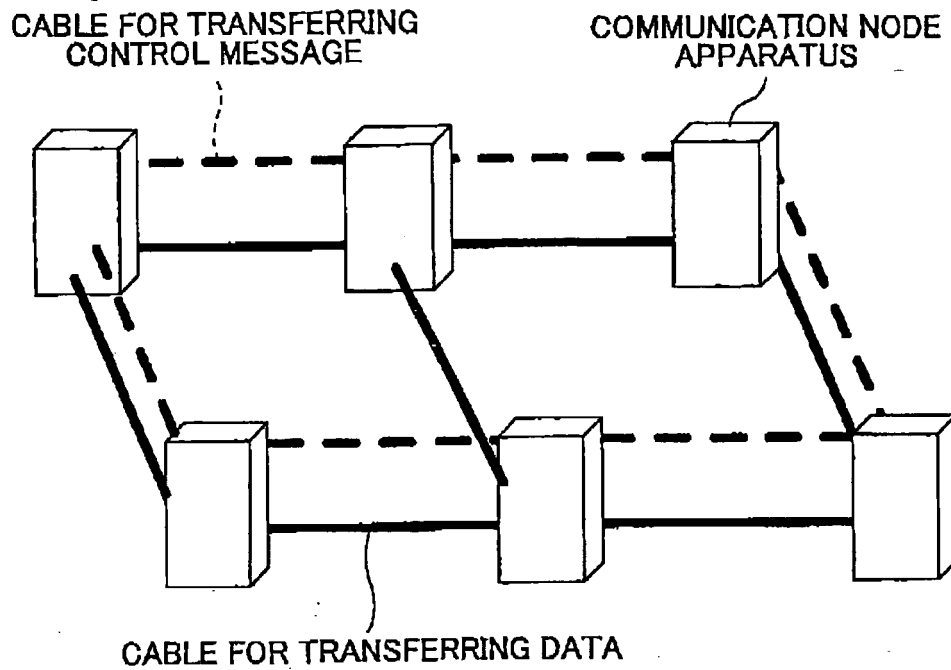 CABLE FOR TRANSFERRING
CONTROL MESSAGE
COMMUNICATION NODE
APPARATUS
CABLE FOR TRANSFERRING DATA